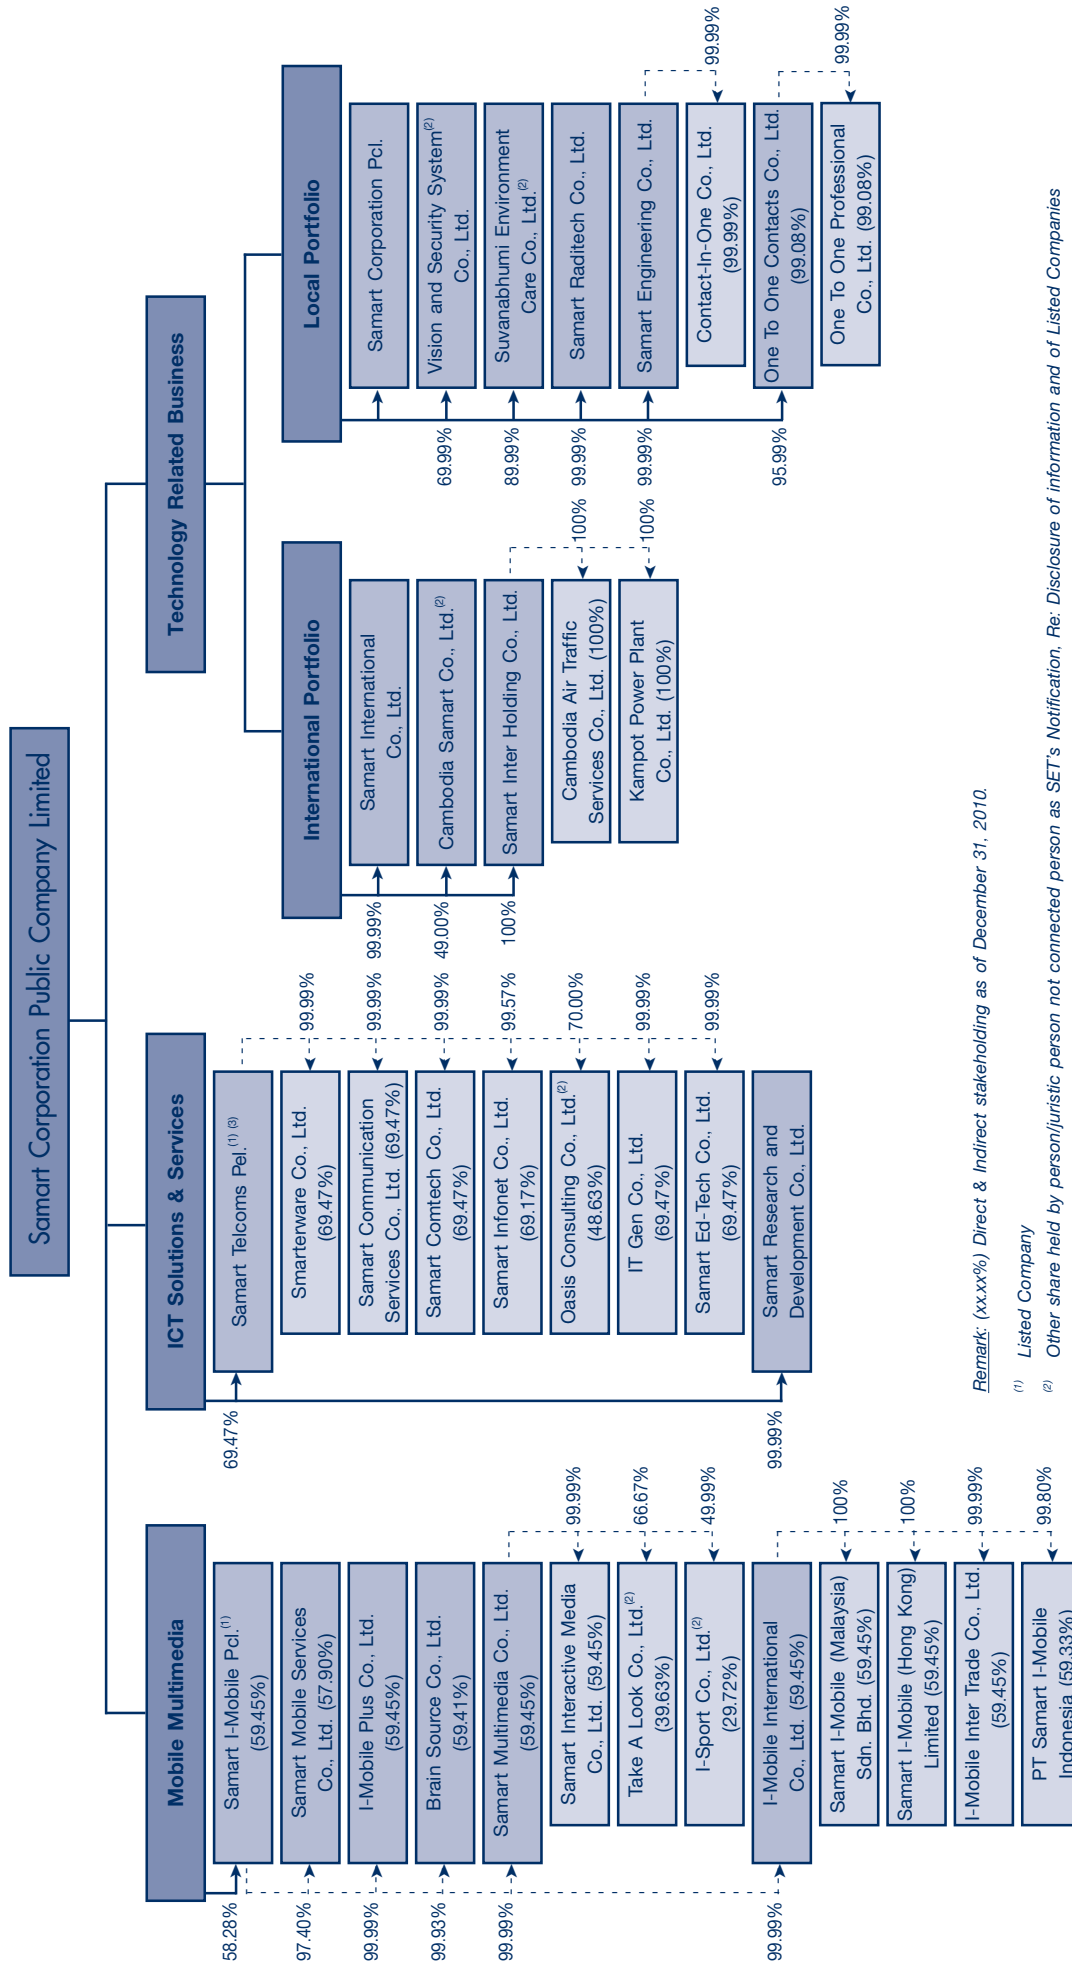 Samart Corporation Public Company Limited
Mobile Multimedia
58.28%
Samart I-Mobile Pcl.(1)
(59.45%)
97.40%
Samart Mobile Services
Co., Ltd. (57.90%)
99.99%
I-Mobile Plus Co., Ltd.
(59.45%)
99.93%
Brain Source Co., Ltd.
(59.41%)
99.99%
Samart Multimedia Co., Ltd.
(59.45%)
Samart Interactive Media
Co., Ltd. (59.45%)
99.99%
Take A Look Co., Ltd.(2)
(39.63%)
66.67%
I-Sport Co., Ltd.(2)
(29.72%)
49.99%
99.99%
I-Mobile International
Co., Ltd. (59.45%)
Samart I-Mobile (Malaysia)
Sdn. Bhd. (59.45%)
100%
Samart I-Mobile (Hong Kong)
Limited (59.45%)
100%
I-Mobile Inter Trade Co., Ltd.
(59.45%)
99.99%
PT Samart I-Mobile
Indonesia (59.33%)
99.80%
ICT Solutions & Services
69.47%
Samart Telcoms Pel.(1) (3)
Smarterware Co., Ltd.
(69.47%)
99.99%
Samart Communication
Services Co., Ltd. (69.47%)
99.99%
Samart Comtech Co., Ltd.
(69.47%)
99.99%
Samart Infonet Co., Ltd.
(69.17%)
99.57%
Oasis Consulting Co., Ltd.(2)
(48.63%)
70.00%
IT Gen Co., Ltd.
(69.47%)
99.99%
Samart Ed-Tech Co., Ltd.
(69.47%)
99.99%
99.99%
Samart Research and
Development Co., Ltd.
Technology Related Business
International Portfolio
99.99%
Samart International
Co., Ltd.
49.00%
Cambodia Samart Co., Ltd.(2)
100%
Samart Inter Holding Co., Ltd.
Cambodia Air Traffic
Services Co., Ltd. (100%)
100%
Kampot Power Plant
Co., Ltd. (100%)
100%
Local Portfolio
Samart Corporation Pcl.
69.99%
Vision and Security System(2)
Co., Ltd.
89.99%
Suvanabhumi Environment
Care Co., Ltd.(2)
99.99%
Samart Raditech Co., Ltd.
99.99%
Samart Engineering Co., Ltd.
Contact-In-One Co., Ltd.
(99.99%)
99.99%
95.99%
One To One Contacts Co., Ltd.
(99.08%)
One To One Professional
Co., Ltd. (99.08%)
99.99%
Remark: (xx.xx%) Direct & Indirect stakeholding as of December 31, 2010.
(1) Listed Company
(2) Other share held by person/juristic person not connected person as SET's Notification, Re: Disclosure of information and of Listed Companies